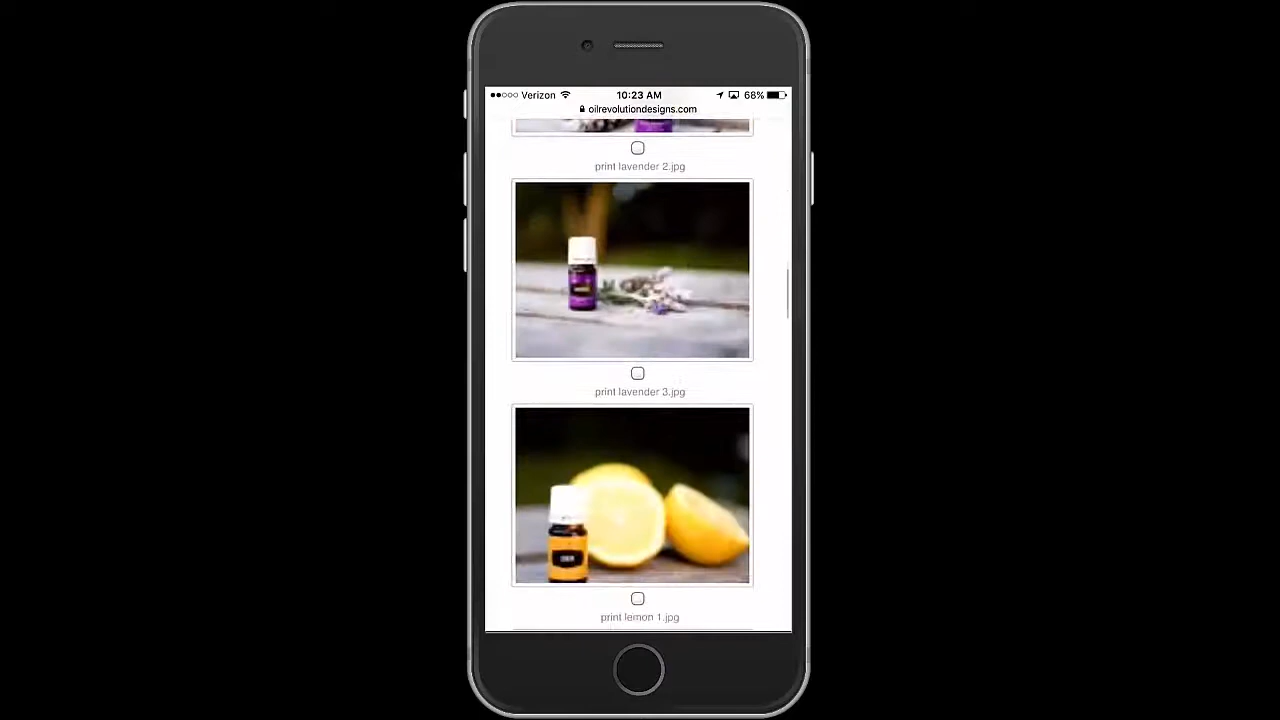 Verizon 10:23 AM 68%
oilrevolutiondesigns.com
print lavender 2.jpg
print lavender 3.jpg
print lemon 1.jpg